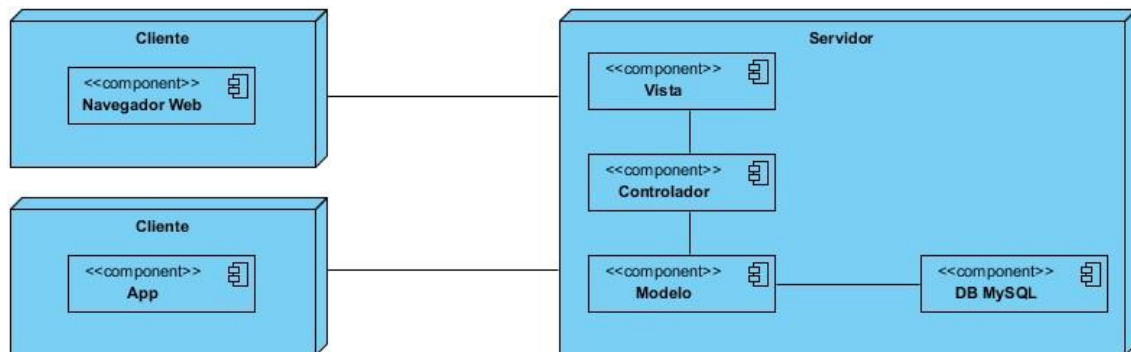 Cliente
<<component>>
Navegador Web
Cliente
<<component>>
App
Servidor
<<component>>
Vista
<<component>>
Controlador
<<component>>
Modelo
<<component>>
DB MySQL